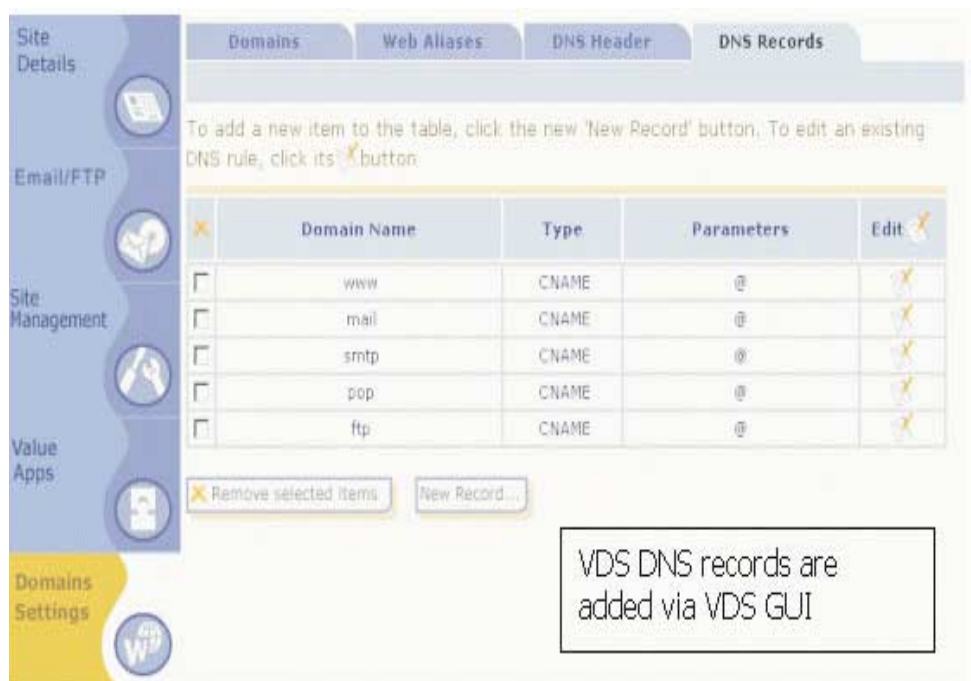 Site
Details
Email/FTP
Site
Management
Value
Apps
Domains
Settings
Domains Web Aliases DNS Header DNS Records
To add a new item to the table, click the new 'New Record' button. To edit an existing
DNS rule, click its button
Domain Name Type Parameters Edit
www CNAME @
mail CNAME @
smtp CNAME @
pop CNAME @
ftp CNAME @
Remove selected items New Record...
VDS DNS records are
added via VDS GUI
W